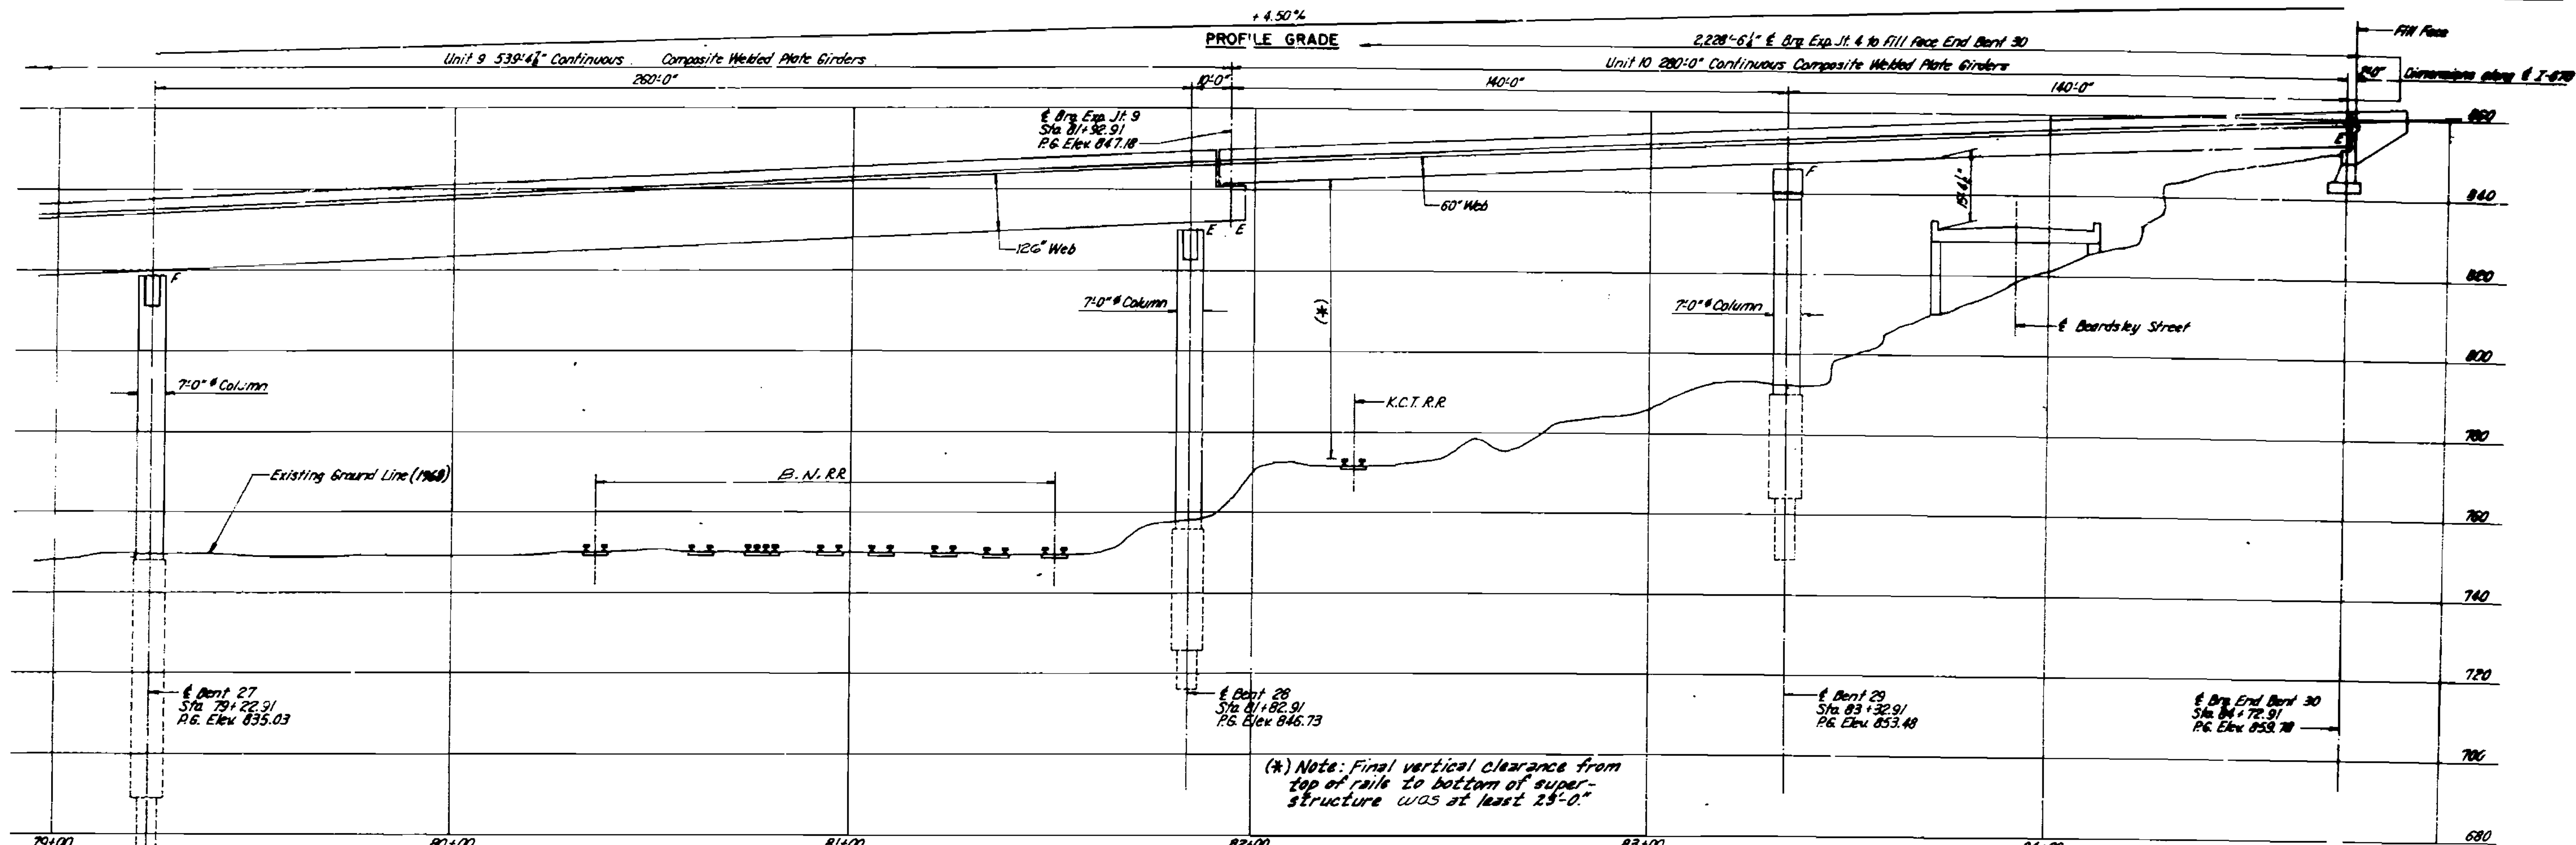 + 4.50%
PROFILE GRADE
2,228'-6¼" ℄ Brg. Exp. Jt. 4 to Fill Face End Bent 30
Fill Face
Unit 9 539'-4⅞" Continuous Composite Welded Plate Girders
Unit 10 280'-0" Continuous Composite Welded Plate Girders
260'-0"
10'-0"
140'-0"
140'-0"
2'-0"
Dimensions along ℄ I-670
℄ Brg. Exp. Jt. 9
Sta. 81+92.91
P.G. Elev. 847.18
860
E
F
840
60" Web
15'-6½"
126" Web
E
E
F
820
7'-0" ϕ Column
(*)
7'-0" ϕ Column
℄ Beardsley Street
800
7'-0" ϕ Column
K.C.T. R.R.
780
Existing Ground Line (1968)
B.N. R.R.
760
740
720
℄ Bent 27
Sta. 79+22.91
P.G. Elev. 835.03
℄ Bent 28
Sta. 81+82.91
P.G. Elev. 846.73
℄ Bent 29
Sta. 83+32.91
P.G. Elev. 853.48
℄ Brg. End Bent 30
Sta. 84+72.91
P.G. Elev. 859.78
700
(*) Note: Final vertical clearance from
top of rails to bottom of super-
structure was at least 23'-0."
680
79+00
80+00
81+00
82+00
83+00